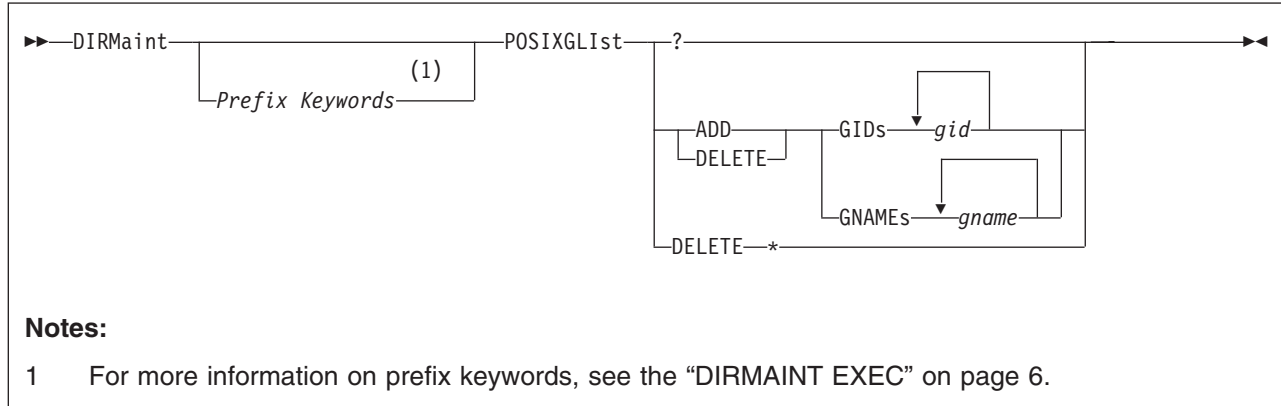 DIRMaint POSIXGLIst ?
(1)
Prefix Keywords
ADD GIDs gid
DELETE
GNAMEs gname
DELETE *
Notes:
1 For more information on prefix keywords, see the “DIRMAINT EXEC” on page 6.